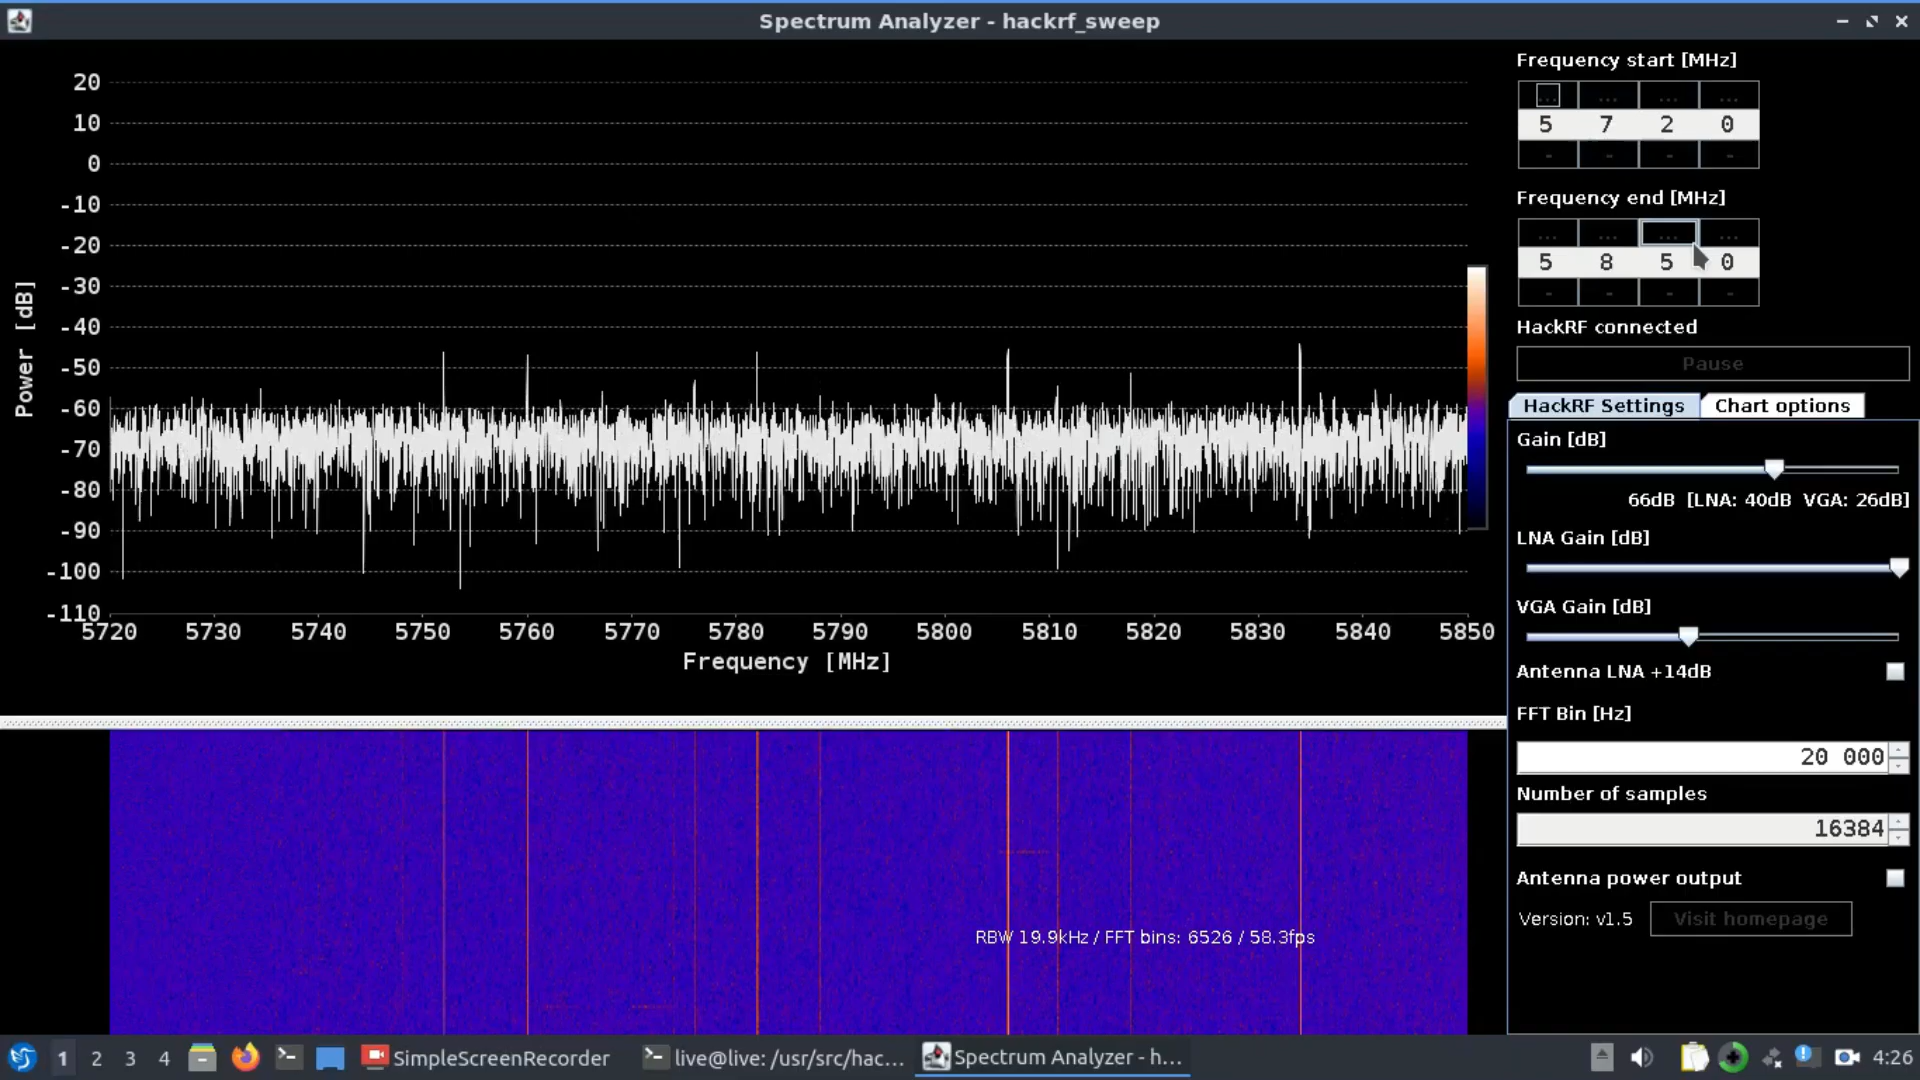 Spectrum Analyzer - hackrf_sweep
20
10
0
-10
-20
-30
-40
-50
-60
-70
-80
-90
-100
-110
Power [dB]
5720 5730 5740 5750 5760 5770 5780 5790 5800 5810 5820 5830 5840 5850
Frequency [MHz]
RBW 19.9kHz / FFT bins: 6526 / 58.3fps
Frequency start [MHz]
... ... ... ...
5 7 2 0
- - - -
Frequency end [MHz]
... ... ... ...
5 8 5 0
- - - -
HackRF connected
Pause
HackRF Settings Chart options
Gain [dB]
66dB [LNA: 40dB VGA: 26dB]
LNA Gain [dB]
VGA Gain [dB]
Antenna LNA +14dB
FFT Bin [Hz]
20 000
Number of samples
16384
Antenna power output
Version: v1.5 Visit homepage
1 2 3 4 SimpleScreenRecorder live@live: /usr/src/hac... Spectrum Analyzer - h... 4:26